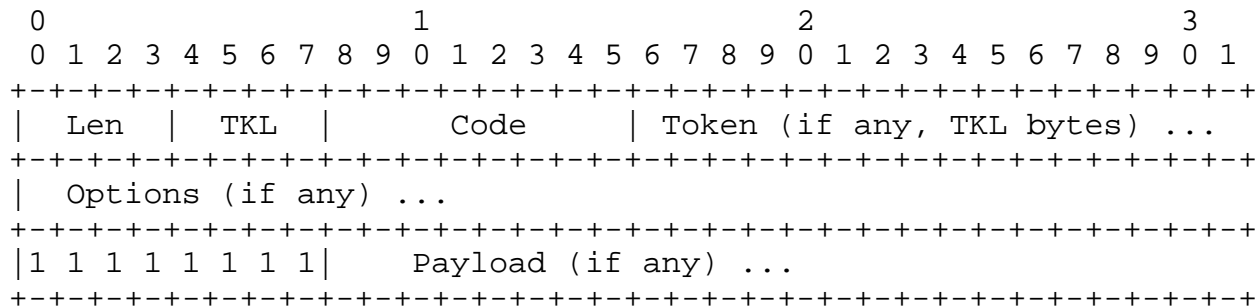 0                   1                   2                   3
 0 1 2 3 4 5 6 7 8 9 0 1 2 3 4 5 6 7 8 9 0 1 2 3 4 5 6 7 8 9 0 1
+-+-+-+-+-+-+-+-+-+-+-+-+-+-+-+-+-+-+-+-+-+-+-+-+-+-+-+-+-+-+-+-+
|  Len  |  TKL  |      Code     | Token (if any, TKL bytes) ...
+-+-+-+-+-+-+-+-+-+-+-+-+-+-+-+-+-+-+-+-+-+-+-+-+-+-+-+-+-+-+-+-+
|  Options (if any) ...
+-+-+-+-+-+-+-+-+-+-+-+-+-+-+-+-+-+-+-+-+-+-+-+-+-+-+-+-+-+-+-+-+
|1 1 1 1 1 1 1 1|    Payload (if any) ...
+-+-+-+-+-+-+-+-+-+-+-+-+-+-+-+-+-+-+-+-+-+-+-+-+-+-+-+-+-+-+-+-+